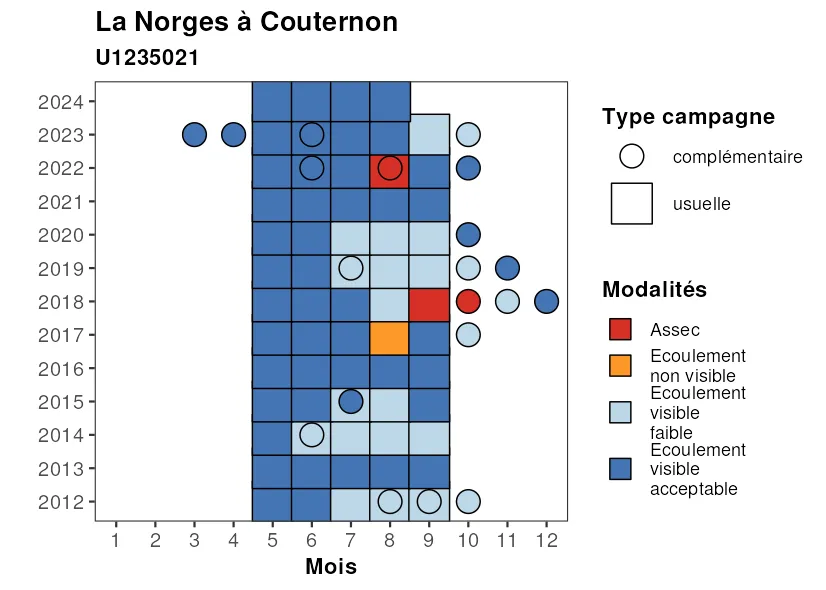 La Norges à Couternon
U1235021
2024
2023
2022
2021
2020
2019
2018
2017
2016
2015
2014
2013
2012
1 2 3 4 5 6 7 8 9 10 11 12
Mois
Type campagne
complémentaire
usuelle
Modalités
Assec
Ecoulement
non visible
Ecoulement
visible
faible
Ecoulement
visible
acceptable